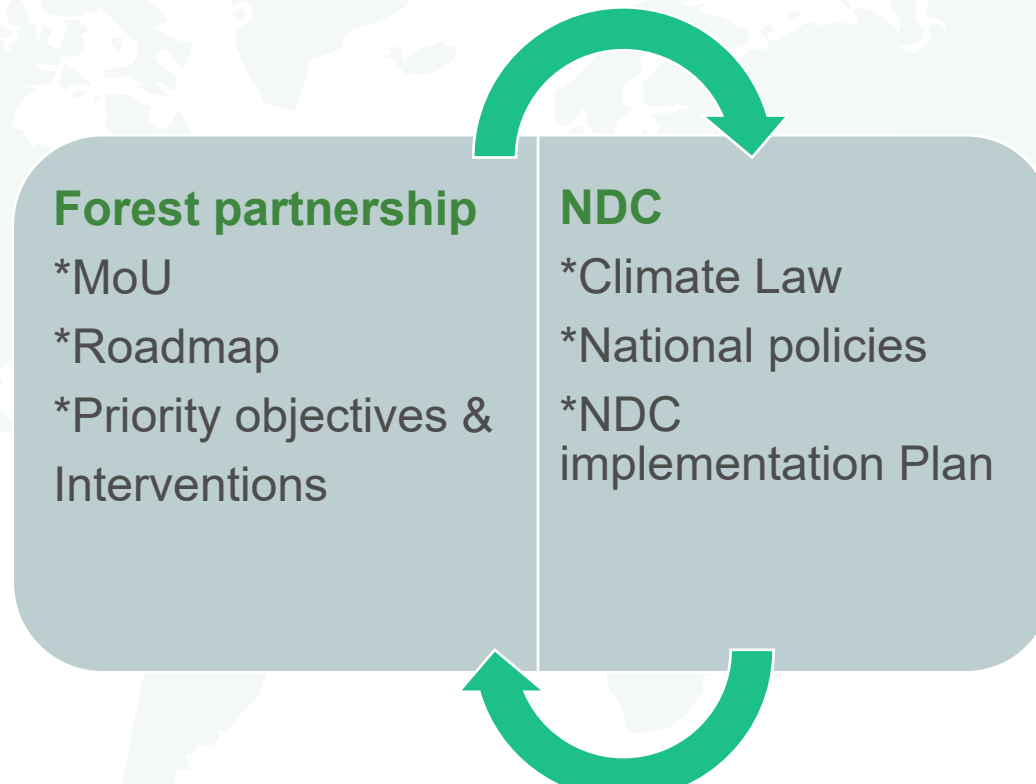 Forest partnership
*MoU
*Roadmap
*Priority objectives &
Interventions
NDC
*Climate Law
*National policies
*NDC
implementation Plan